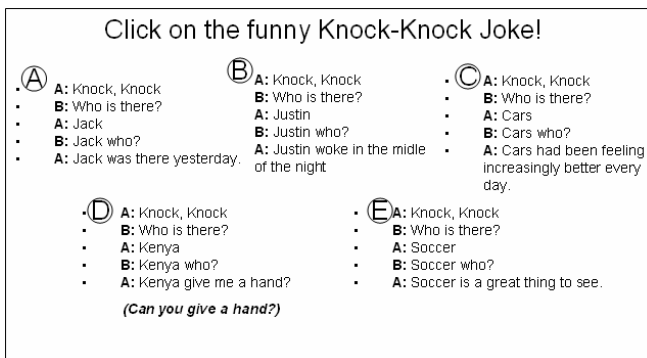 Click on the funny Knock-Knock Joke!
A
A: Knock, Knock
B: Who is there?
A: Jack
B: Jack who?
A: Jack was there yesterday.
B
A: Knock, Knock
B: Who is there?
A: Justin
B: Justin who?
A: Justin woke in the midle
of the night
C
A: Knock, Knock
B: Who is there?
A: Cars
B: Cars who?
A: Cars had been feeling
increasingly better every
day.
D
A: Knock, Knock
B: Who is there?
A: Kenya
B: Kenya who?
A: Kenya give me a hand?
(Can you give a hand?)
E
A: Knock, Knock
B: Who is there?
A: Soccer
B: Soccer who?
A: Soccer is a great thing to see.